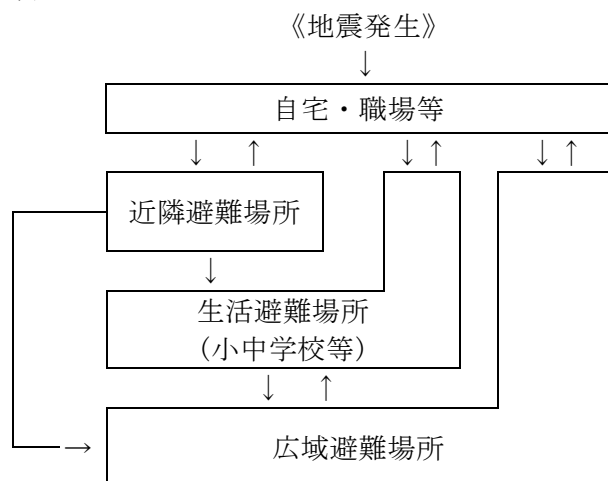 《地震発生》
↓
自宅・職場等
↓ ↑ ↓ ↑ ↓ ↑
近隣避難場所
↓
生活避難場所
(小中学校等)
↓ ↑
→ 広域避難場所